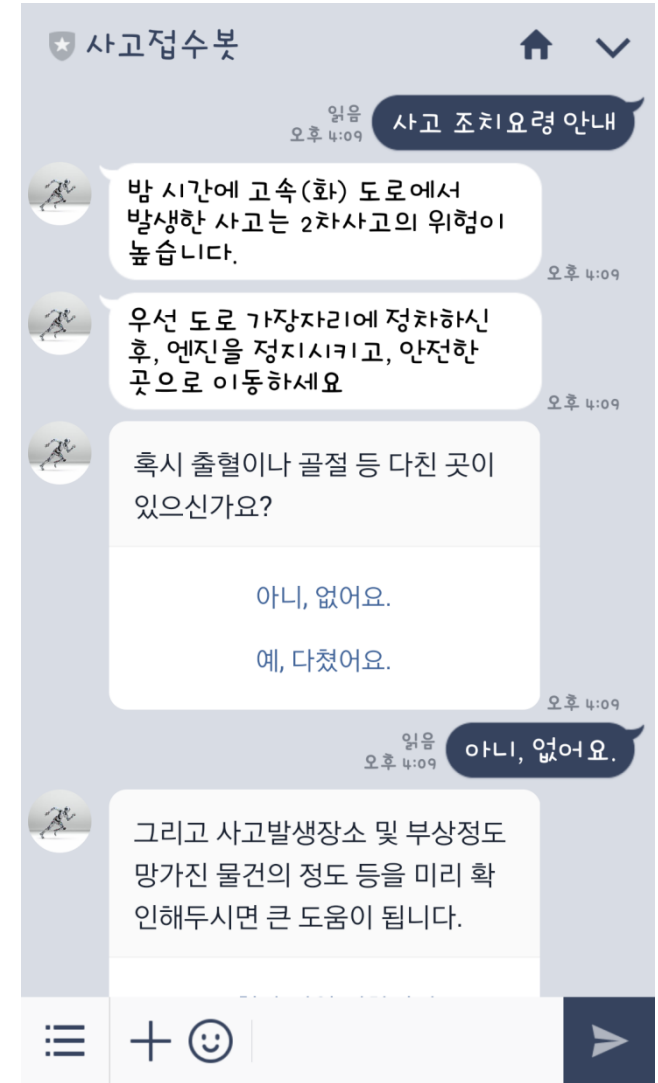 사고접수봇
읽음
오후 4:09
사고 조치요령 안내
밤 시간에 고속(화) 도로에서
발생한 사고는 2차사고의 위험이
높습니다.
오후 4:09
우선 도로 가장자리에 정차하신
후, 엔진을 정지시키고, 안전한
곳으로 이동하세요
오후 4:09
혹시 출혈이나 골절 등 다친 곳이
있으신가요?
아니, 없어요.
예, 다쳤어요.
오후 4:09
읽음
오후 4:09
아니, 없어요.
그리고 사고발생장소 및 부상정도
망가진 물건의 정도 등을 미리 확
인해두시면 큰 도움이 됩니다.